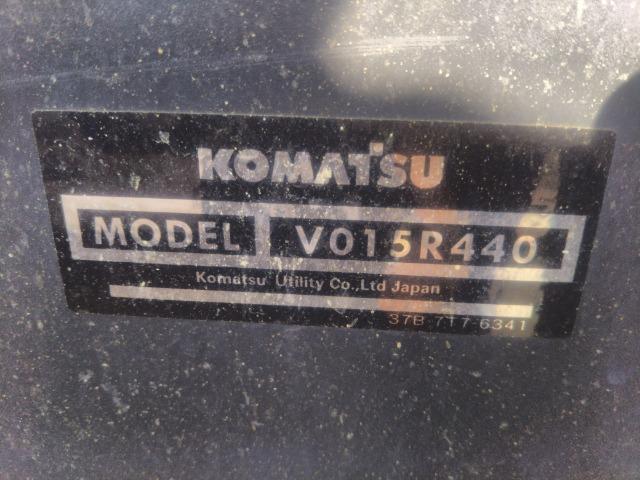 KOMATSU
MODEL V015R440
Komatsu Utility Co.,Ltd Japan
37B-717-6341